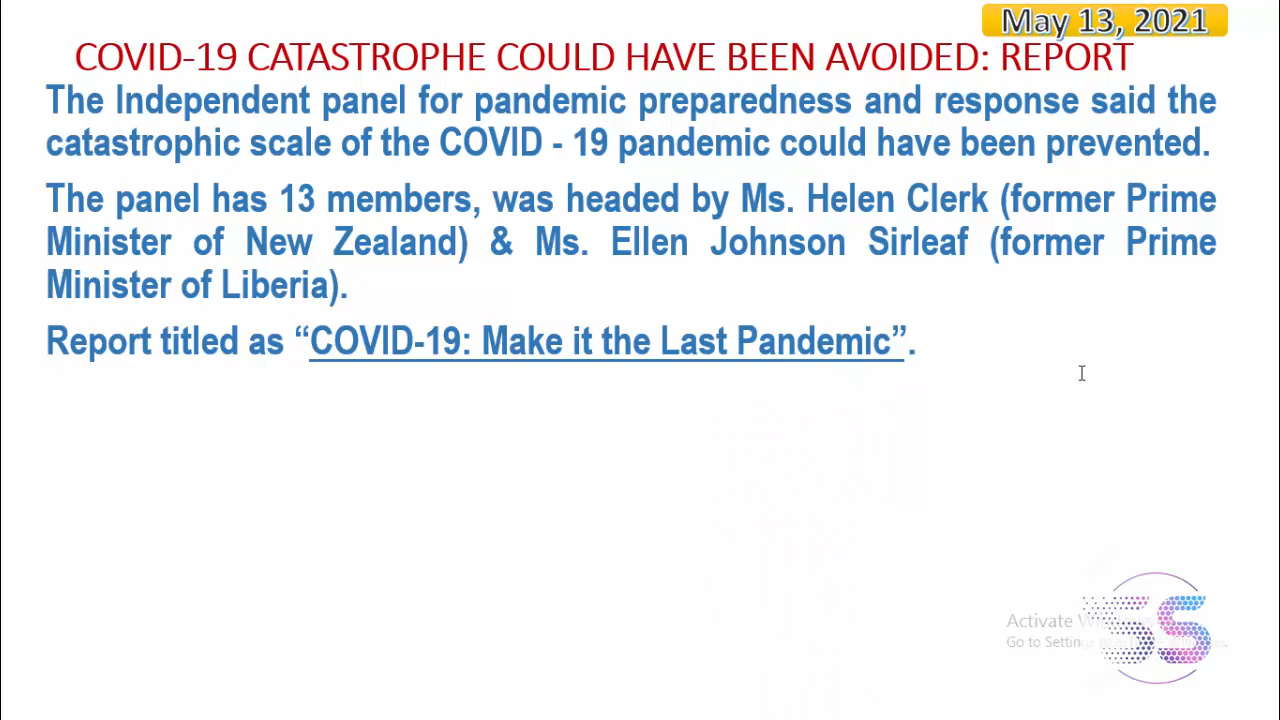 May 13, 2021
COVID-19 CATASTROPHE COULD HAVE BEEN AVOIDED: REPORT
The Independent panel for pandemic preparedness and response said the
catastrophic scale of the COVID - 19 pandemic could have been prevented.
The panel has 13 members, was headed by Ms. Helen Clerk (former Prime
Minister of New Zealand) & Ms. Ellen Johnson Sirleaf (former Prime
Minister of Liberia).
Report titled as “COVID-19: Make it the Last Pandemic”.
Activate
Go to